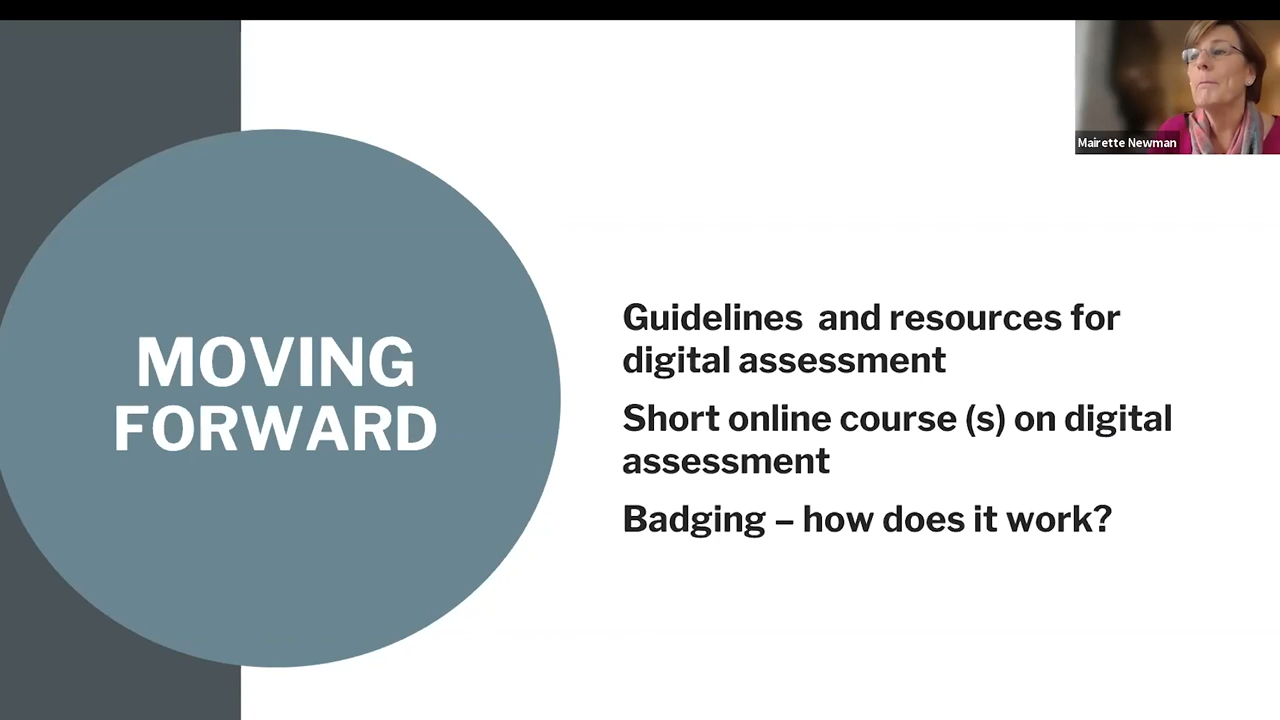 Mairette Newman
MOVING
FORWARD
Guidelines  and resources for
digital assessment
Short online course (s) on digital
assessment
Badging – how does it work?